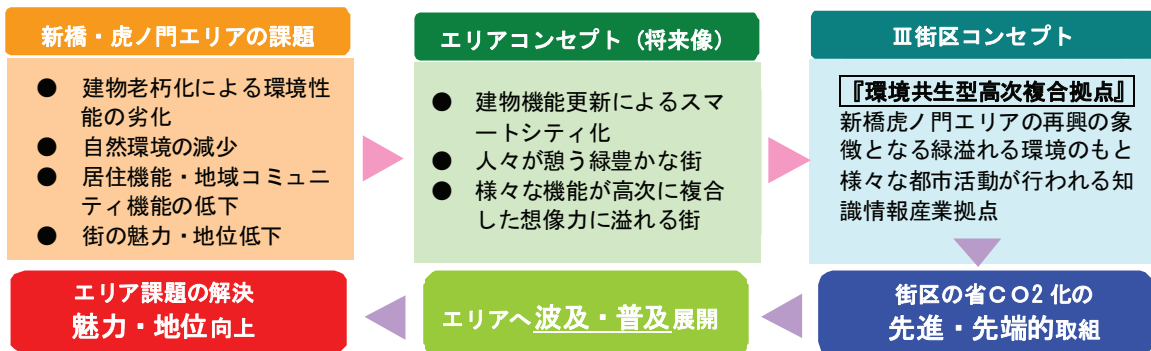 新橋・虎ノ門エリアの課題
● 建物老朽化による環境性
能の劣化
● 自然環境の減少
● 居住機能・地域コミュニ
ティ機能の低下
● 街の魅力・地位低下
エリアコンセプト（将来像）
● 建物機能更新によるスマ
ートシティ化
● 人々が憩う緑豊かな街
● 様々な機能が高次に複合
した想像力に溢れる街
Ⅲ街区コンセプト
『環境共生型高次複合拠点』
新橋虎ノ門エリアの再興の象
徴となる緑溢れる環境のもと
様々な都市活動が行われる知
識情報産業拠点
街区の省ＣＯ2 化の
先進・先端的取組
エリアへ波及・普及展開
エリア課題の解決
魅力・地位向上